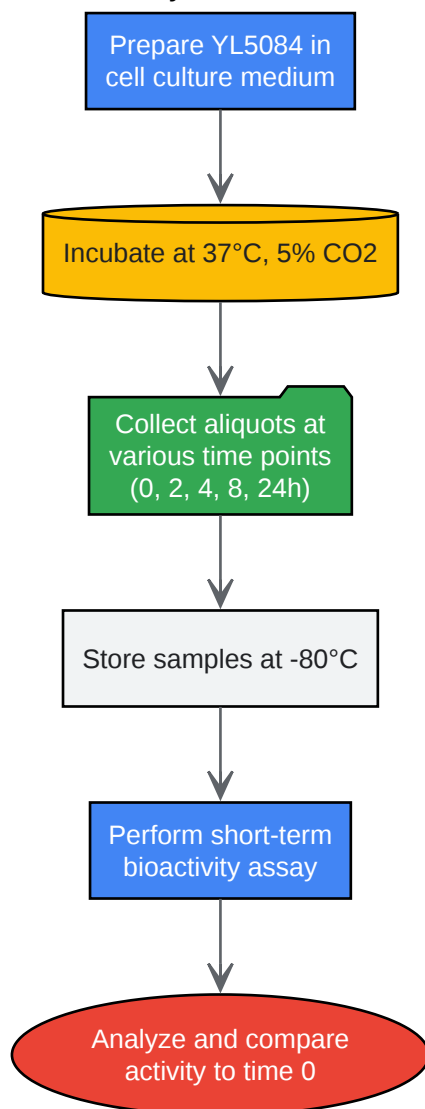 Prepare YL5084 in
cell culture medium
Incubate at 37°C, 5% CO2
Collect aliquots at
various time points
(0, 2, 4, 8, 24h)
Store samples at -80°C
Perform short-term
bioactivity assay
Analyze and compare
activity to time 0